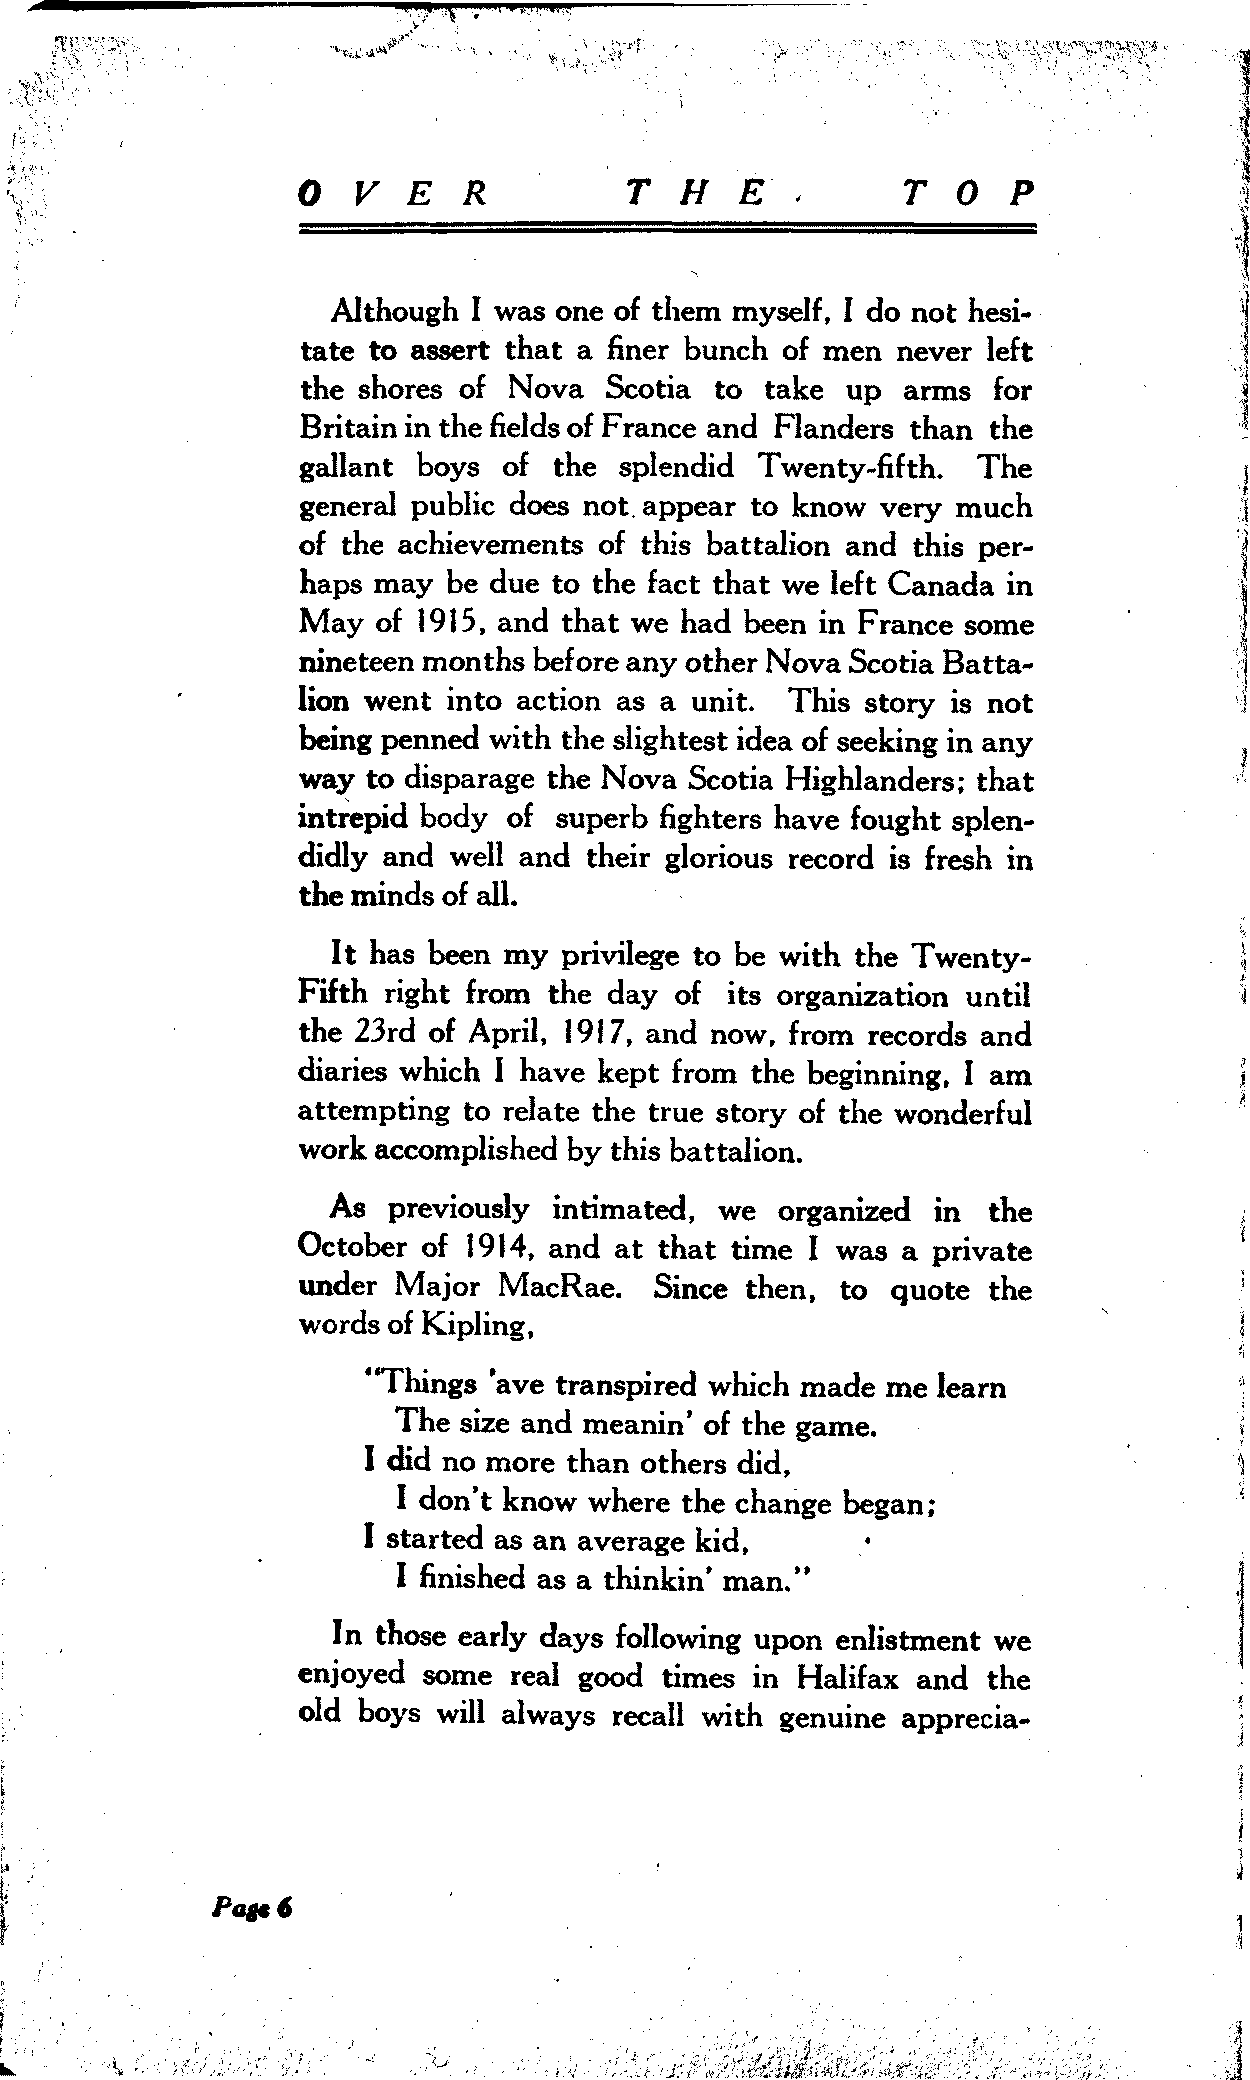 OVER THE TOP
Although I was one of them myself, I do not hesi-
tate to assert that a finer bunch of men never left
the shores of Nova Scotia to take up arms for
Britain in the fields of France and Flanders than the
gallant boys of the splendid Twenty-fifth. The
general public does not appear to know very much
of the achievements of this battalion and this per-
haps may be due to the fact that we left Canada in
May of 1915, and that we had been in France some
nineteen months before any other Nova Scotia Batta-
lion went into action as a unit. This story is not
being penned with the slightest idea of seeking in any
way to disparage the Nova Scotia Highlanders; that
intrepid body of superb fighters have fought splen-
didly and well and their glorious record is fresh in
the minds of all.
It has been my privilege to be with the Twenty-
Fifth right from the day of its organization until
the 23rd of April, 1917, and now, from records and
diaries which I have kept from the beginning, I am
attempting to relate the true story of the wonderful
work accomplished by this battalion.
As previously intimated, we organized in the
October of 1914, and at that time I was a private
under Major MacRae. Since then, to quote the
words of Kipling,
"Things 'ave transpired which made me learn
The size and meanin' of the game.
I did no more than others did,
I don't know where the change began;
I started as an average kid,
I finished as a thinkin' man."
In those early days following upon enlistment we
enjoyed some real good times in Halifax and the
old boys will always recall with genuine apprecia-
Page 6